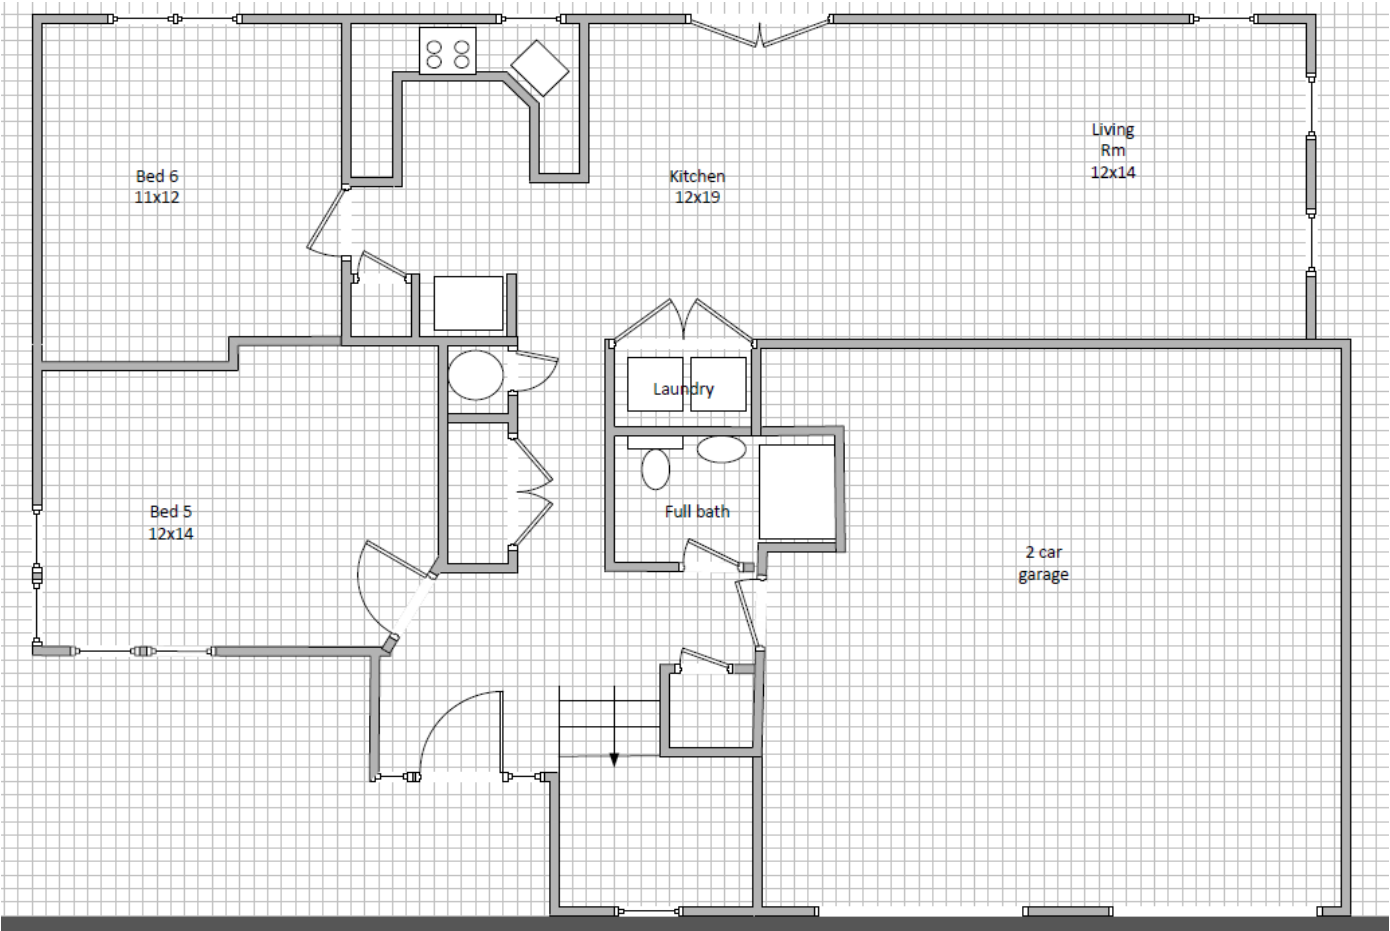 Living
Rm
12x14
Bed 6
11x12
Kitchen
12x19
Laundry
Bed 5
12x14
Full bath
2 car
garage